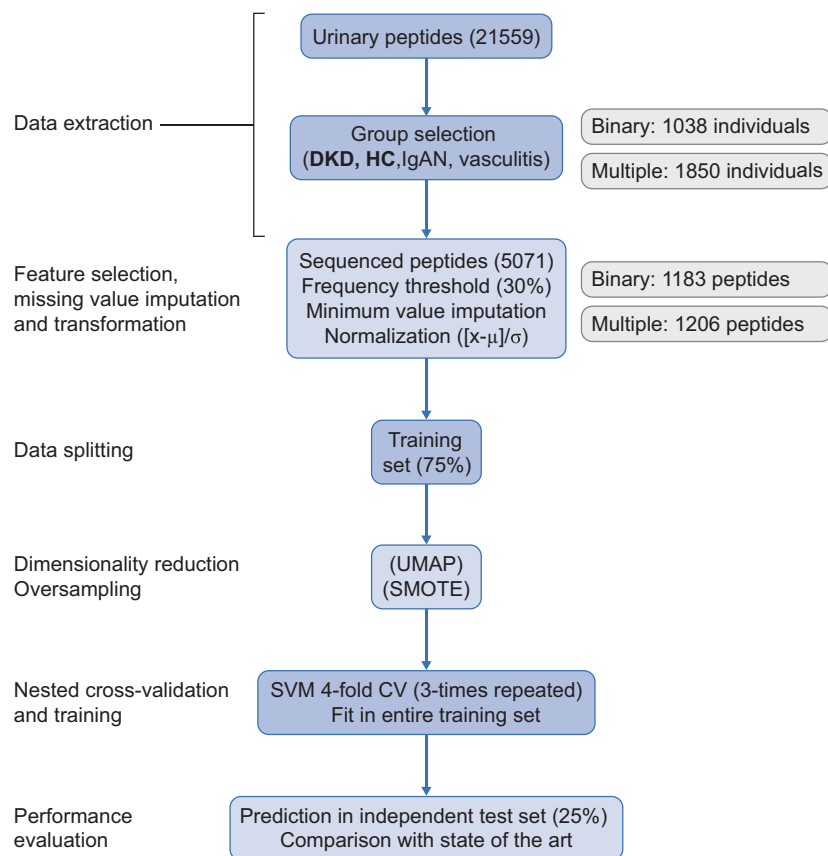 Urinary peptides (21559)
Data extraction
Group selection
(DKD, HC,IgAN, vasculitis)
Binary: 1038 individuals
Multiple: 1850 individuals
Feature selection,
missing value imputation
and transformation
Sequenced peptides (5071)
Frequency threshold (30%)
Minimum value imputation
Normalization ([x-μ]/σ)
Binary: 1183 peptides
Multiple: 1206 peptides
Data splitting
Training
set (75%)
Dimensionality reduction
Oversampling
(UMAP)
(SMOTE)
Nested cross-validation
and training
SVM 4-fold CV (3-times repeated)
Fit in entire training set
Performance
evaluation
Prediction in independent test set (25%)
Comparison with state of the art